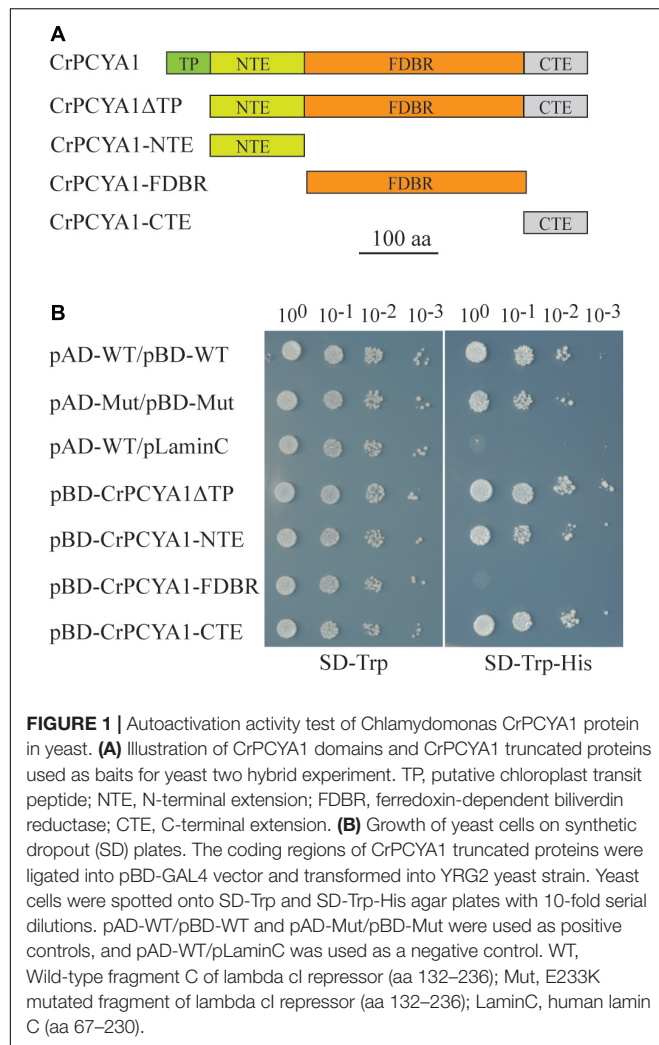 A
CrPCYA1
TP NTE FDBR CTE
CrPCYA1ΔTP
NTE FDBR CTE
CrPCYA1-NTE
NTE
CrPCYA1-FDBR
FDBR
CrPCYA1-CTE
CTE
100 aa
B
10⁰ 10⁻¹ 10⁻² 10⁻³ 10⁰ 10⁻¹ 10⁻² 10⁻³
pAD-WT/pBD-WT
pAD-Mut/pBD-Mut
pAD-WT/pLaminC
pBD-CrPCYA1ΔTP
pBD-CrPCYA1-NTE
pBD-CrPCYA1-FDBR
pBD-CrPCYA1-CTE
SD-Trp SD-Trp-His
FIGURE 1 | Autoactivation activity test of Chlamydomonas CrPCYA1 protein
in yeast. (A) Illustration of CrPCYA1 domains and CrPCYA1 truncated proteins
used as baits for yeast two hybrid experiment. TP, putative chloroplast transit
peptide; NTE, N-terminal extension; FDBR, ferredoxin-dependent biliverdin
reductase; CTE, C-terminal extension. (B) Growth of yeast cells on synthetic
dropout (SD) plates. The coding regions of CrPCYA1 truncated proteins were
ligated into pBD-GAL4 vector and transformed into YRG2 yeast strain. Yeast
cells were spotted onto SD-Trp and SD-Trp-His agar plates with 10-fold serial
dilutions. pAD-WT/pBD-WT and pAD-Mut/pBD-Mut were used as positive
controls, and pAD-WT/pLaminC was used as a negative control. WT,
Wild-type fragment C of lambda cI repressor (aa 132–236); Mut, E233K
mutated fragment of lambda cI repressor (aa 132–236); LaminC, human lamin
C (aa 67–230).